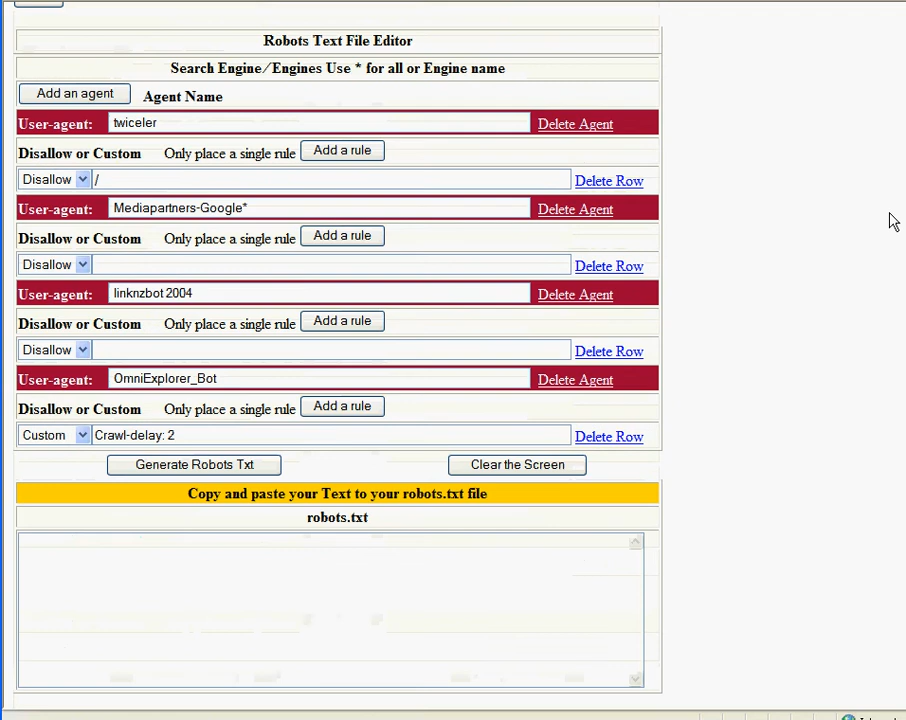 Robots Text File Editor
Search Engine/Engines Use * for all or Engine name
Add an agent Agent Name
User-agent: twiceler Delete Agent
Disallow or Custom Only place a single rule Add a rule
Disallow / Delete Row
User-agent: Mediapartners-Google* Delete Agent
Disallow or Custom Only place a single rule Add a rule
Disallow Delete Row
User-agent: linknzbot 2004 Delete Agent
Disallow or Custom Only place a single rule Add a rule
Disallow Delete Row
User-agent: OmniExplorer_Bot Delete Agent
Disallow or Custom Only place a single rule Add a rule
Custom Crawl-delay: 2 Delete Row
Generate Robots Txt Clear the Screen
Copy and paste your Text to your robots.txt file
robots.txt